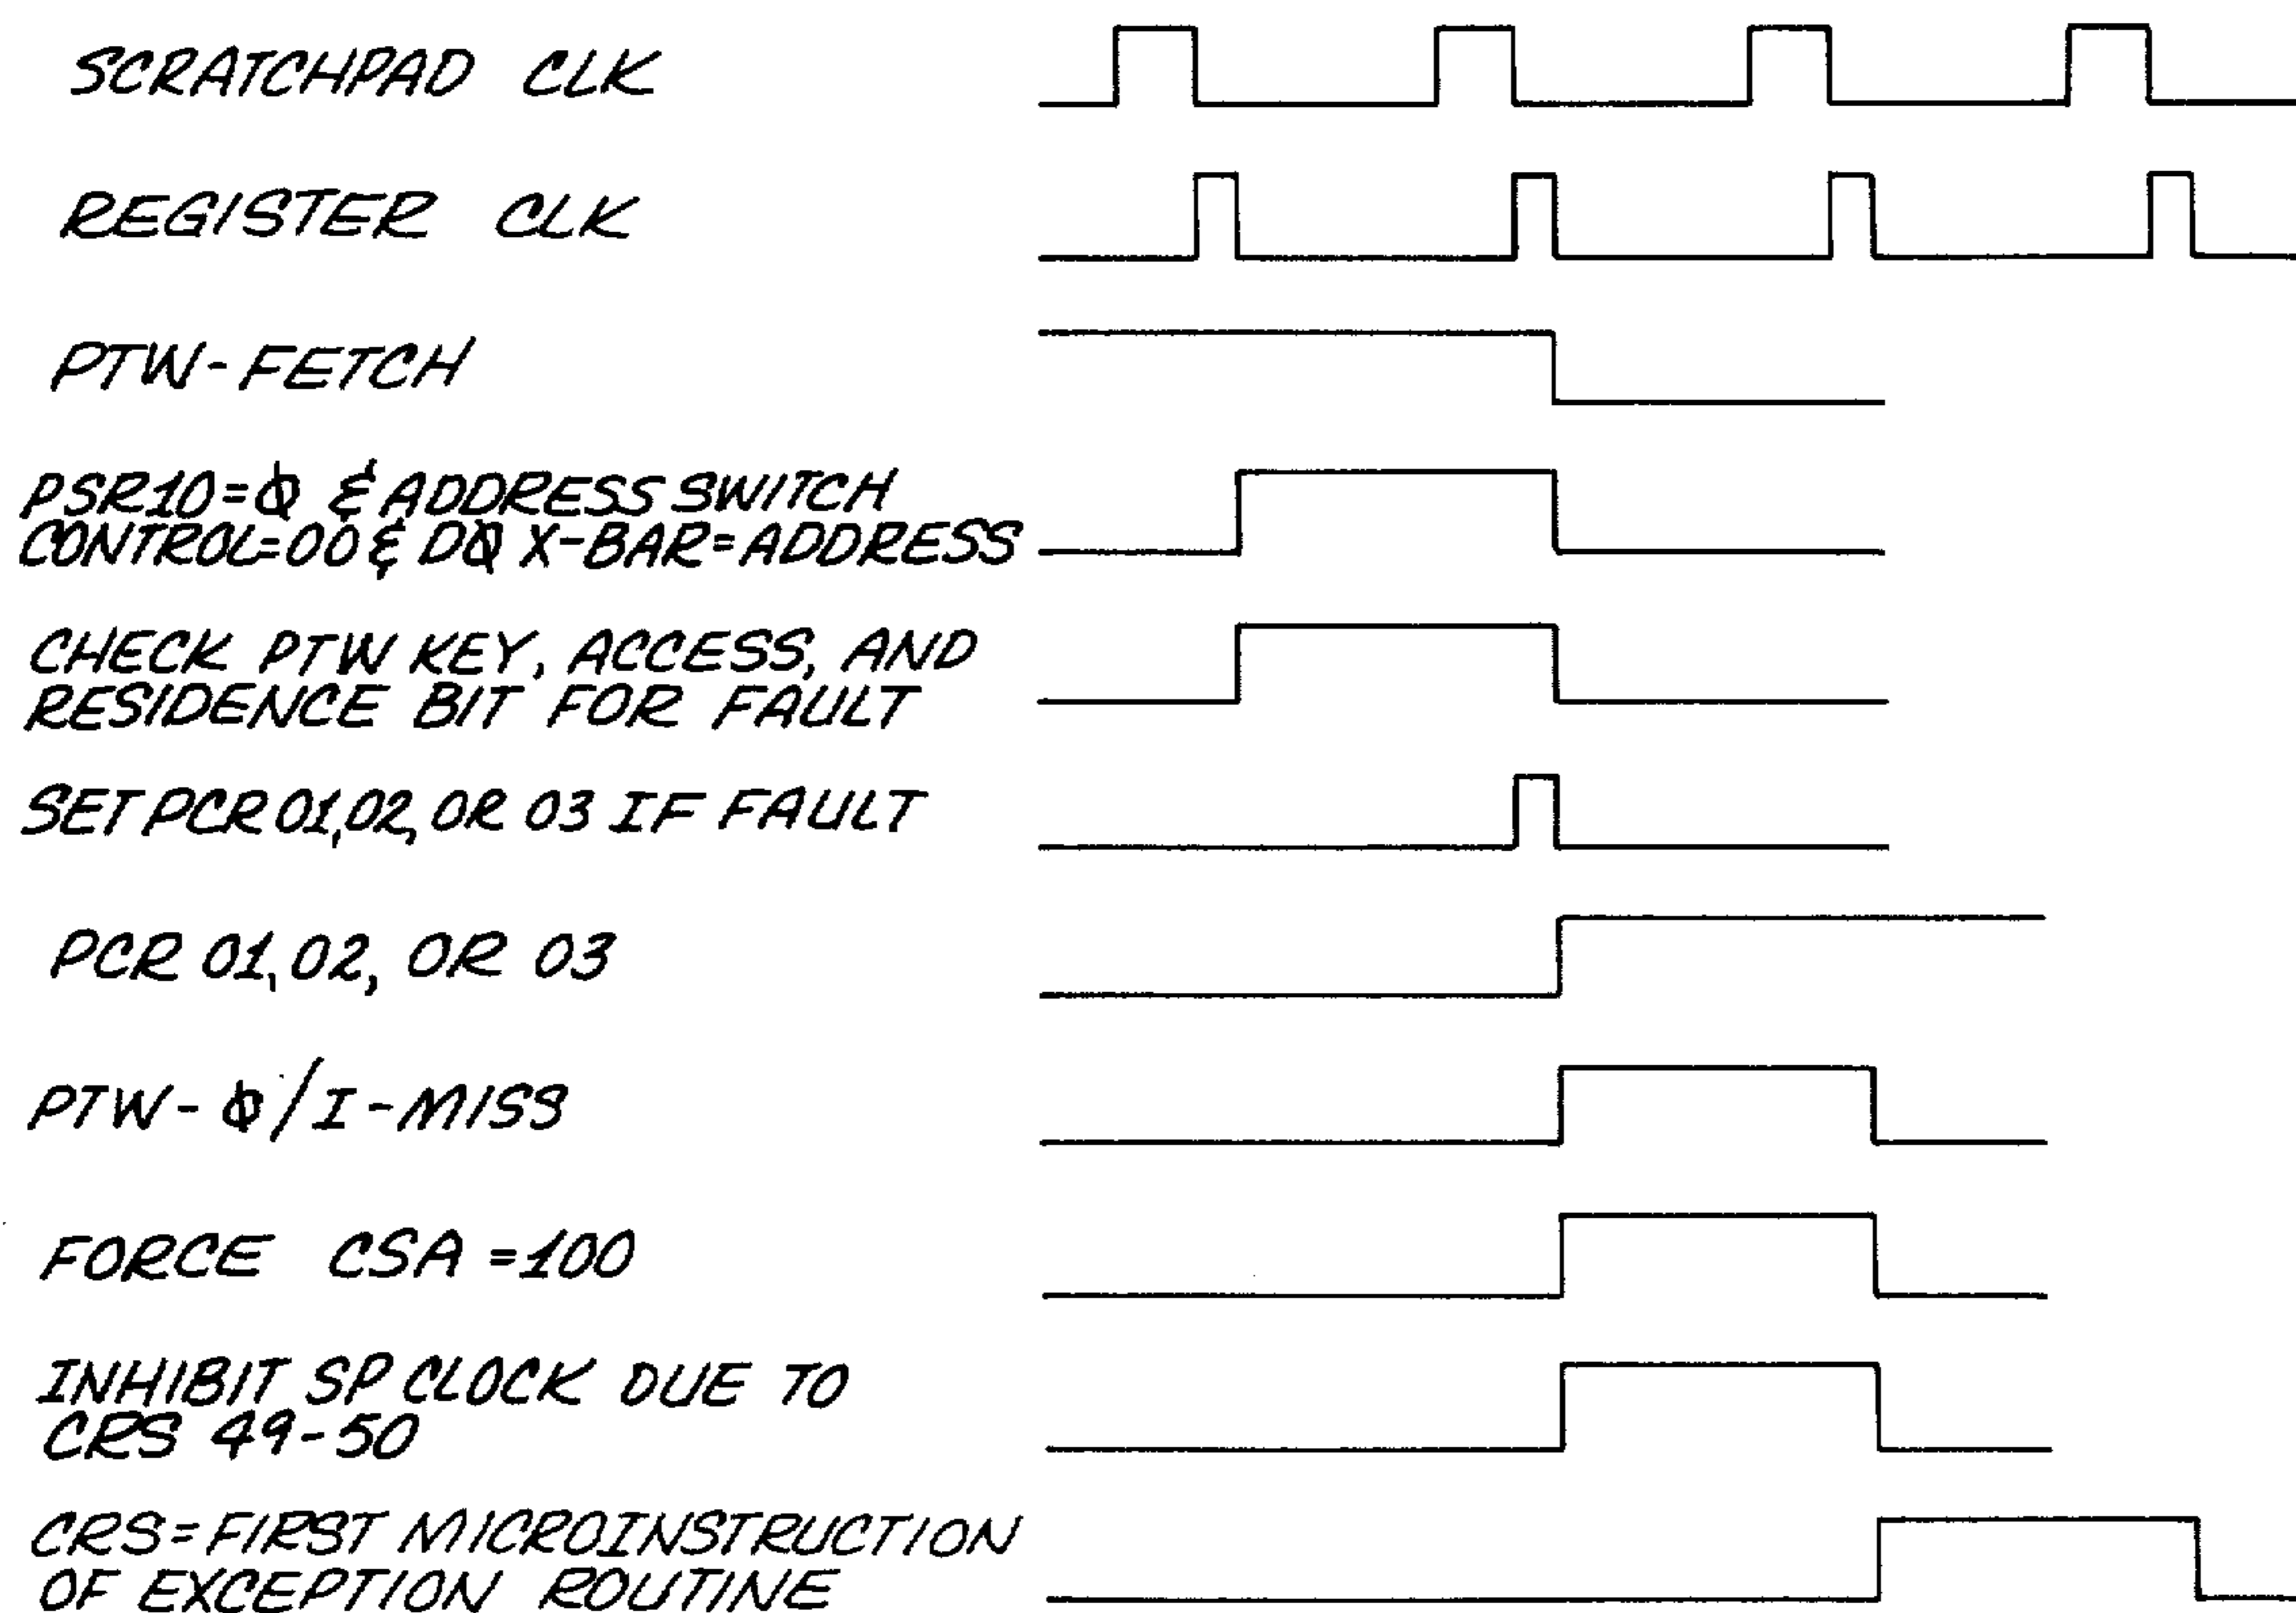 SCRATCHPAD CLK
REGISTER CLK
PTW-FETCH
PSR10=Φ & ADDRESS SWITCH
CONTROL=00 & DΦ X-BAR=ADDRESS
CHECK PTW KEY, ACCESS, AND
RESIDENCE BIT FOR FAULT
SET PCR 01,02, OR 03 IF FAULT
PCR 01, 02, OR 03
PTW-Φ/I-MISS
FORCE CSA =100
INHIBIT SP CLOCK DUE TO
CRS 49-50
CRS=FIRST MICROINSTRUCTION
OF EXCEPTION ROUTINE